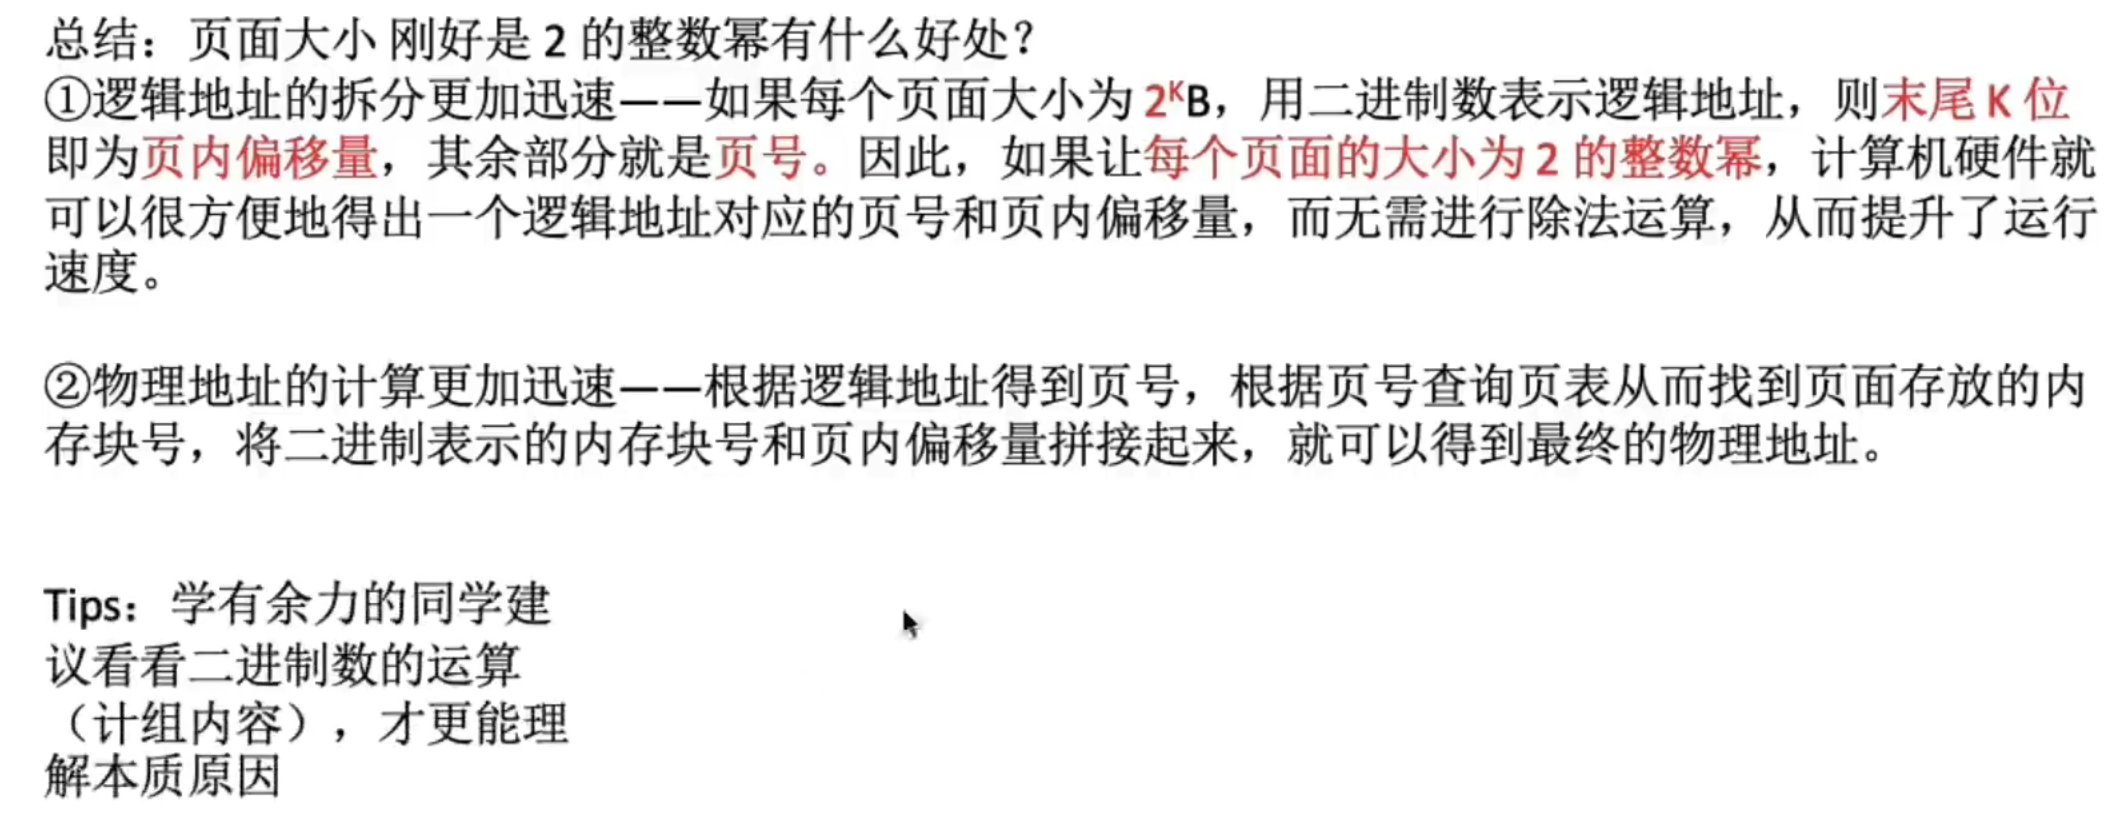 总结：页面大小 刚好是 2 的整数幂有什么好处？
①逻辑地址的拆分更加迅速——如果每个页面大小为 2ᴷB，用二进制数表示逻辑地址，则末尾 K 位
即为页内偏移量，其余部分就是页号。因此，如果让每个页面的大小为 2 的整数幂，计算机硬件就
可以很方便地得出一个逻辑地址对应的页号和页内偏移量，而无需进行除法运算，从而提升了运行
速度。
②物理地址的计算更加迅速——根据逻辑地址得到页号，根据页号查询页表从而找到页面存放的内
存块号，将二进制表示的内存块号和页内偏移量拼接起来，就可以得到最终的物理地址。
Tips：学有余力的同学建
议看看二进制数的运算
（计组内容），才更能理
解本质原因